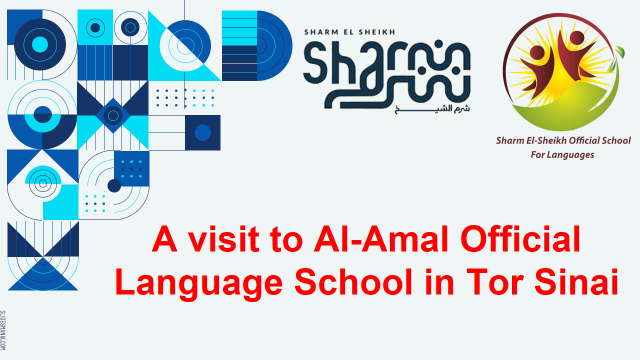 SHARM EL SHEIKH
Sharm
شرم الشيخ
Sharm El-Sheikh Official School
For Languages
A visit to Al-Amal Official
Language School in Tor Sinai